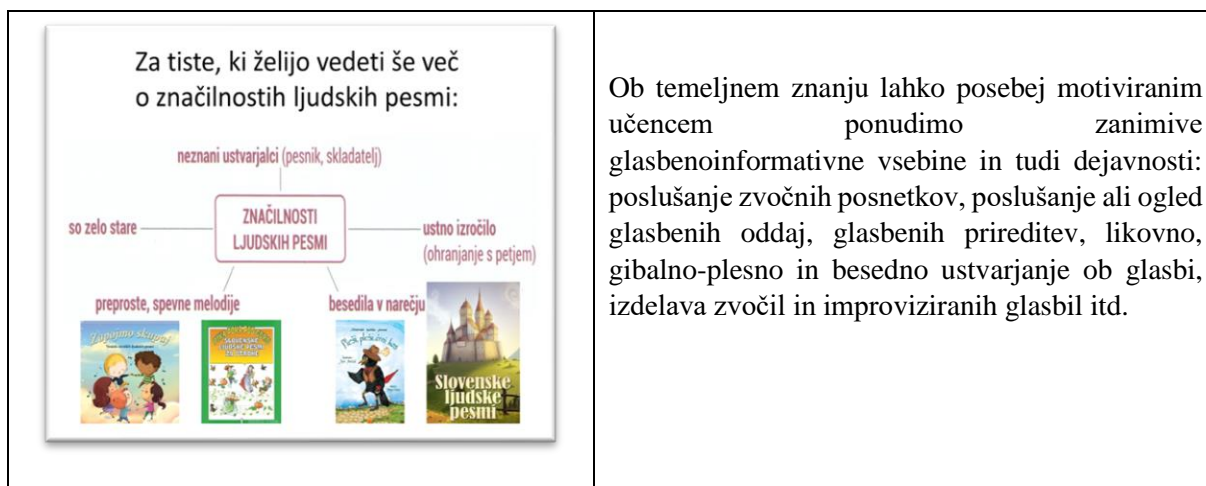 Za tiste, ki želijo vedeti še več
o značilnostih ljudskih pesmi:
neznani ustvarjalci (pesnik, skladatelj)
so zelo stare
ZNAČILNOSTI
LJUDSKIH PESMI
ustno izročilo
(ohranjanje s petjem)
preproste, spevne melodije
besedila v narečju
Zapojmo skupaj
SLOVENSKE
LJUDSKE PESMI
ZA OTROKE
Slovenske
ljudske
pesmi
Ob temeljnem znanju lahko posebej motiviranim
učencem ponudimo zanimive
glasbenoinformativne vsebine in tudi dejavnosti:
poslušanje zvočnih posnetkov, poslušanje ali ogled
glasbenih oddaj, glasbenih prireditev, likovno,
gibalno-plesno in besedno ustvarjanje ob glasbi,
izdelava zvočil in improviziranih glasbil itd.